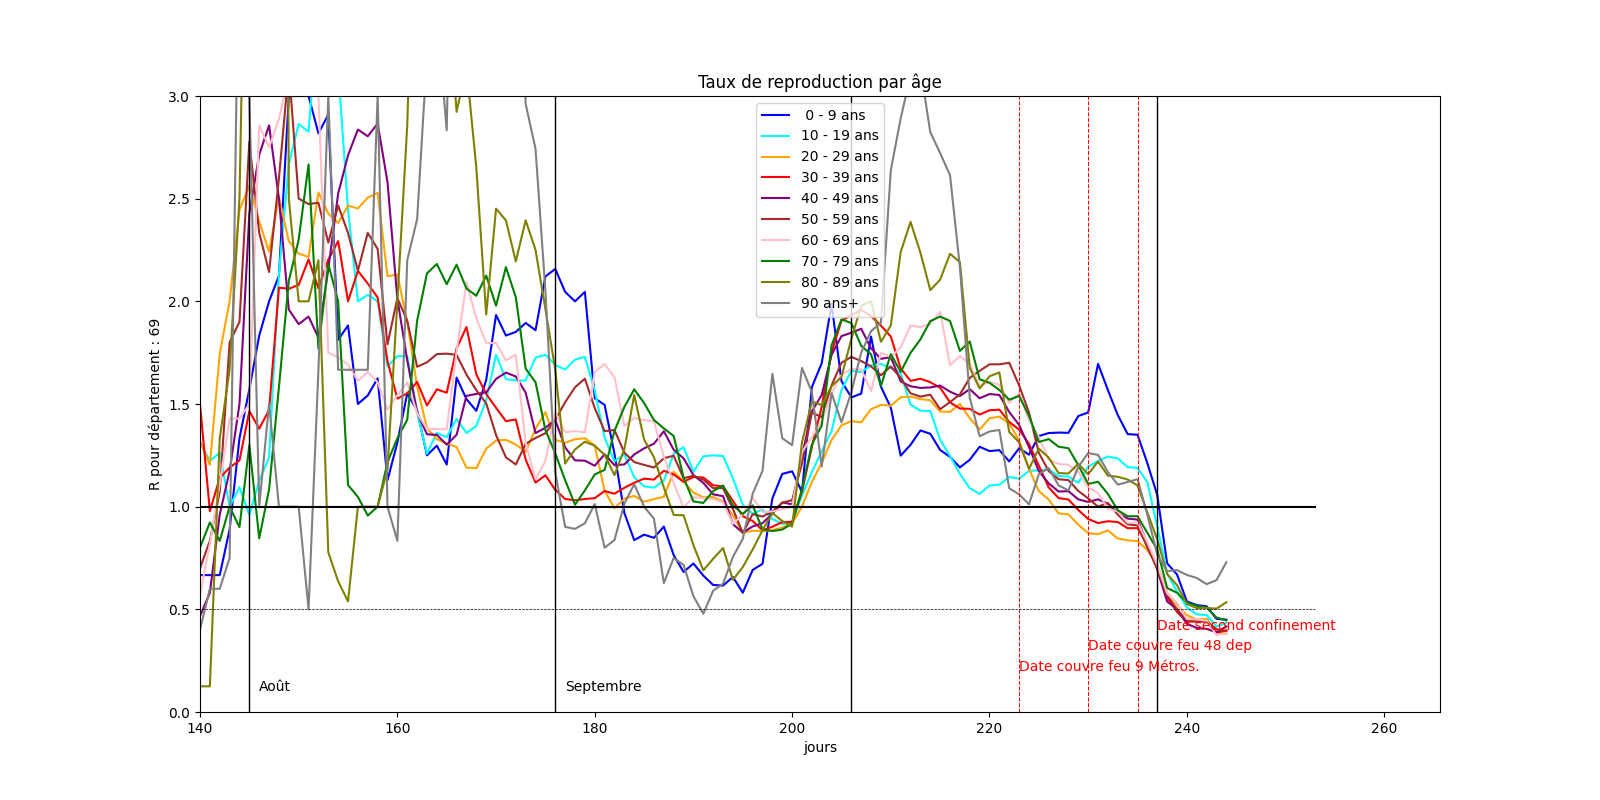 Taux de reproduction par âge
R pour département : 69
3.0
2.5
2.0
1.5
1.0
0.5
0.0
0 - 9 ans
10 - 19 ans
20 - 29 ans
30 - 39 ans
40 - 49 ans
50 - 59 ans
60 - 69 ans
70 - 79 ans
80 - 89 ans
90 ans+
Date second confinement
Date couvre feu 48 dep
Date couvre feu 9 Métros.
Août
Septembre
140
160
180
200
220
240
260
jours